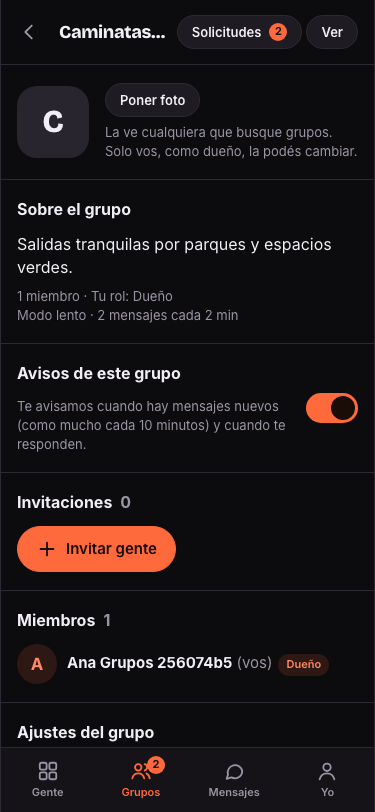 Caminatas...
Solicitudes 2
Ver
C
Poner foto
La ve cualquiera que busque grupos.
Solo vos, como dueño, la podés cambiar.
Sobre el grupo
Salidas tranquilas por parques y espacios
verdes.
1 miembro · Tu rol: Dueño
Modo lento · 2 mensajes cada 2 min
Avisos de este grupo
Te avisamos cuando hay mensajes nuevos
(como mucho cada 10 minutos) y cuando te
responden.
Invitaciones 0
+ Invitar gente
Miembros 1
A
Ana Grupos 256074b5 (vos) Dueño
Ajustes del grupo
2
Gente
Grupos
Mensajes
Yo